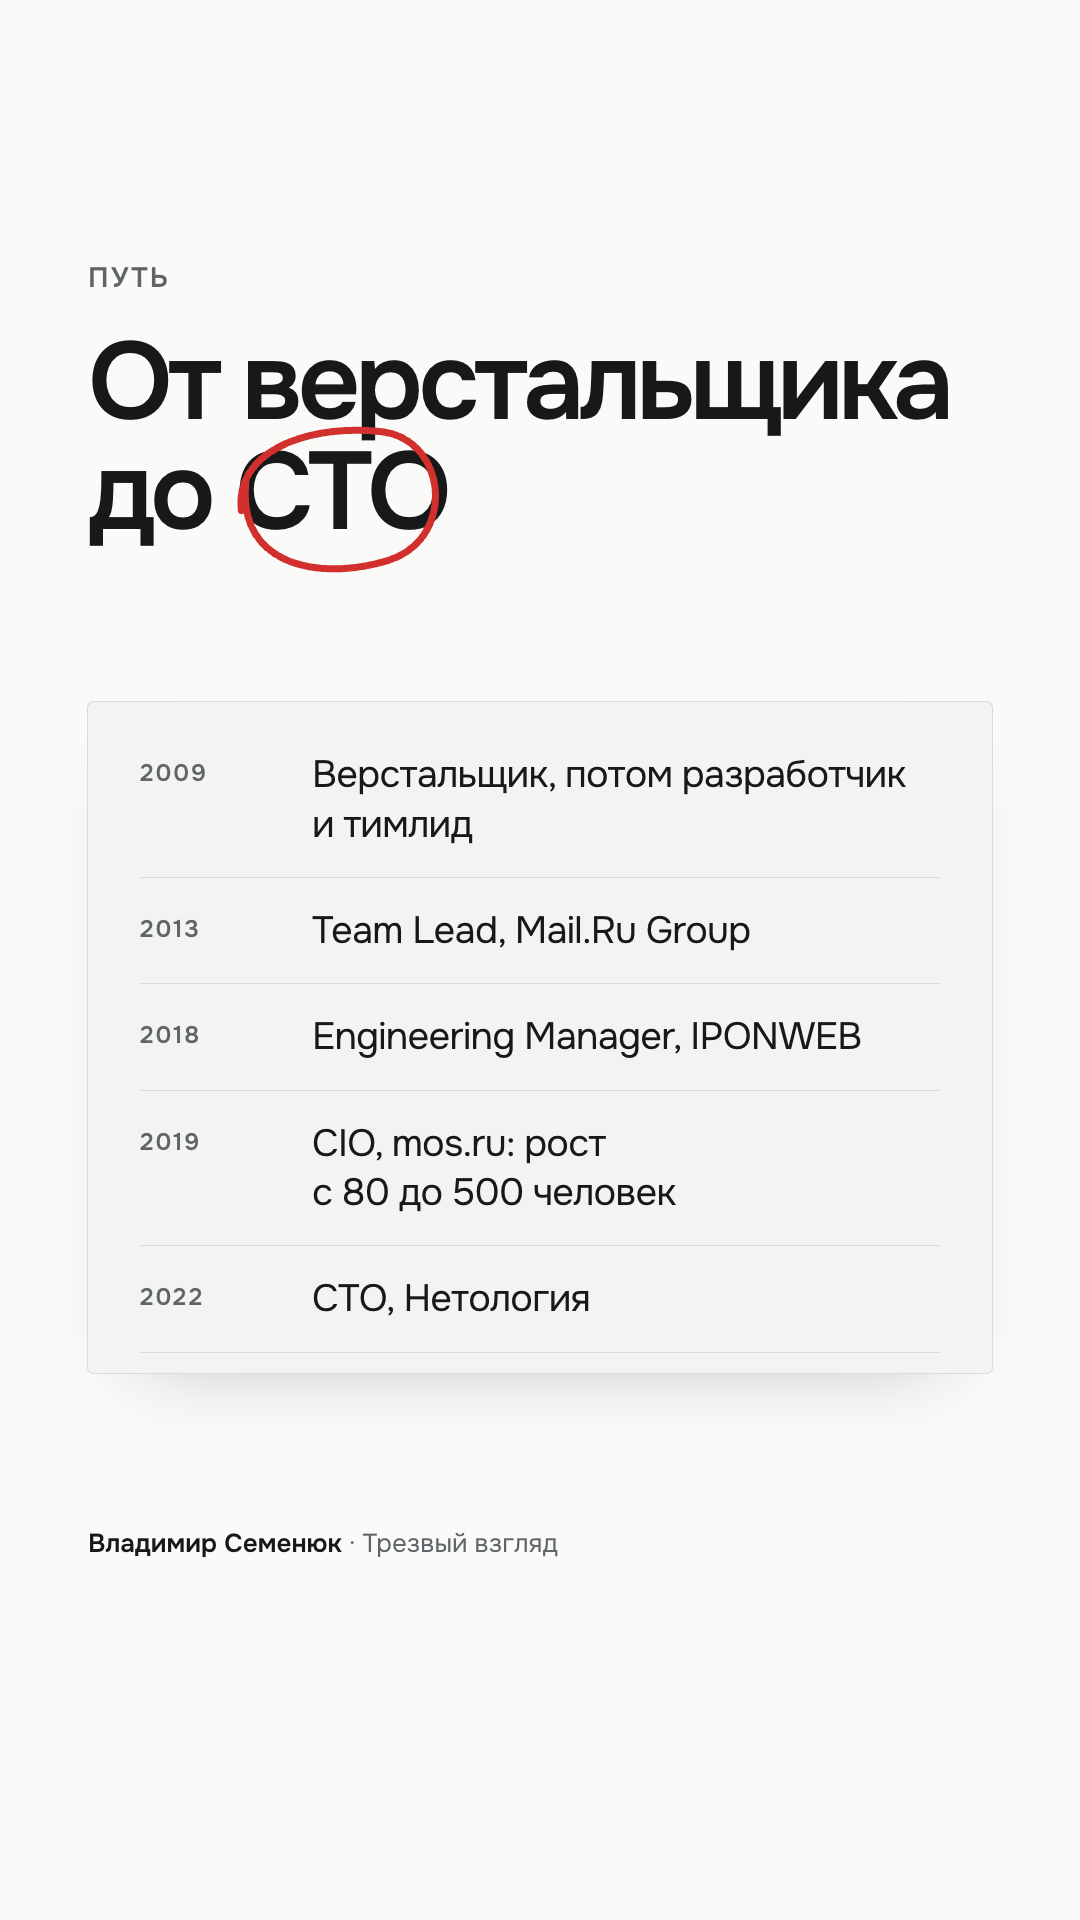 ПУТЬ
От верстальщика
до СТО
2009 Верстальщик, потом разработчик
и тимлид
2013 Team Lead, Mail.Ru Group
2018 Engineering Manager, IPONWEB
2019 CIO, mos.ru: рост
с 80 до 500 человек
2022 CTO, Нетология
Владимир Семенюк · Трезвый взгляд